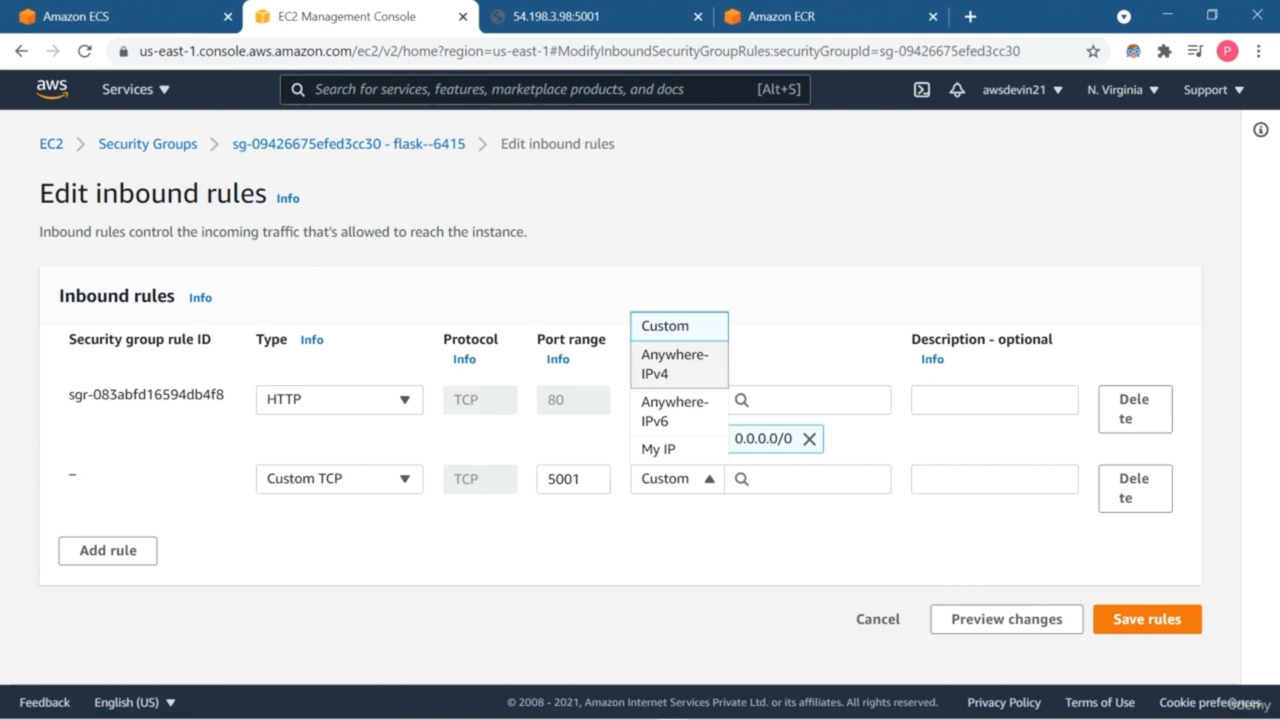 Amazon ECS
EC2 Management Console
54.198.3.98:5001
Amazon ECR
us-east-1.console.aws.amazon.com/ec2/v2/home?region=us-east-1#ModifyInboundSecurityGroupRules:securityGroupId=sg-09426675efed3cc30
P
aws
Services
Search for services, features, marketplace products, and docs
[Alt+S]
awsdevin21
N. Virginia
Support
EC2
Security Groups
sg-09426675efed3cc30 - flask--6415
Edit inbound rules
Edit inbound rules Info
Inbound rules control the incoming traffic that's allowed to reach the instance.
Inbound rules Info
Security group rule ID
Type Info
Protocol
Info
Port range
Info
Description - optional
Info
sgr-083abfd16594db4f8
HTTP
TCP
80
0.0.0.0/0
Dele
te
Custom
Anywhere-
IPv4
Anywhere-
IPv6
My IP
–
Custom TCP
TCP
5001
Custom
Dele
te
Add rule
Cancel
Preview changes
Save rules
Feedback
English (US)
© 2008 - 2021, Amazon Internet Services Private Ltd. or its affiliates. All rights reserved.
Privacy Policy
Terms of Use
Cookie preferences